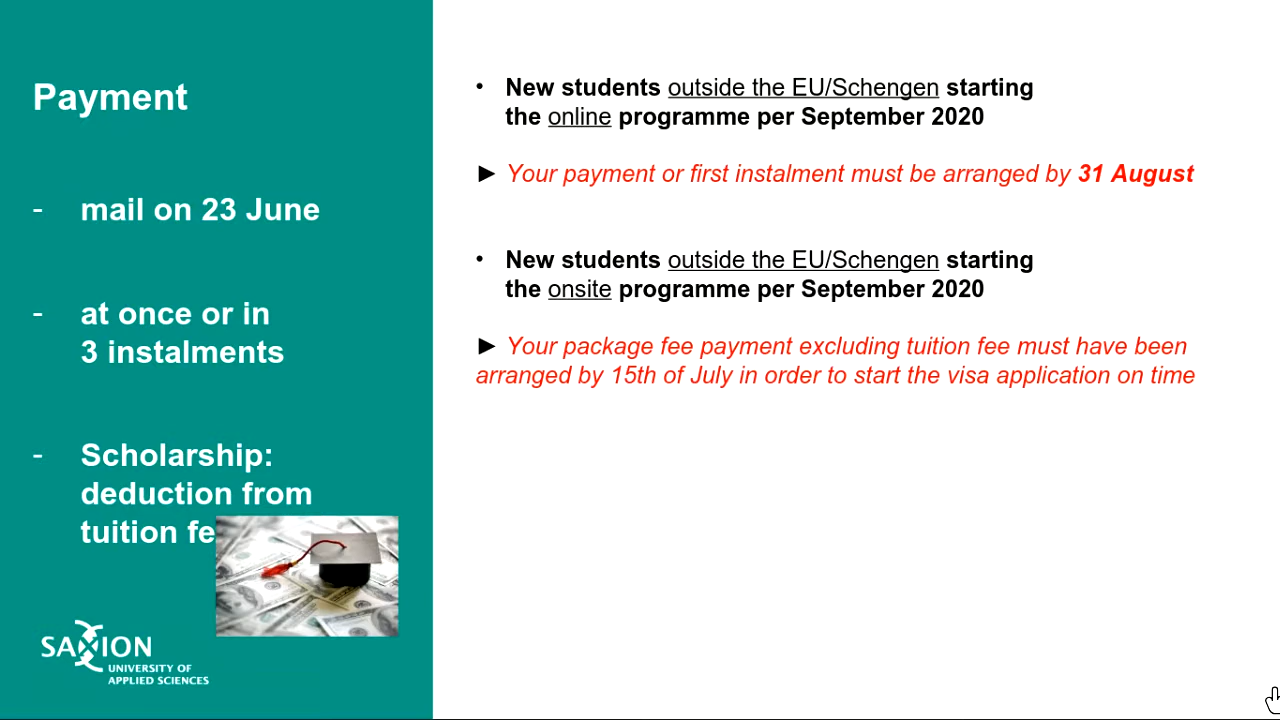 Payment
- mail on 23 June
- at once or in
3 instalments
- Scholarship:
deduction from
tuition fe
SAXION
UNIVERSITY OF
APPLIED SCIENCES
• New students outside the EU/Schengen starting
the online programme per September 2020
► Your payment or first instalment must be arranged by 31 August
• New students outside the EU/Schengen starting
the onsite programme per September 2020
► Your package fee payment excluding tuition fee must have been
arranged by 15th of July in order to start the visa application on time